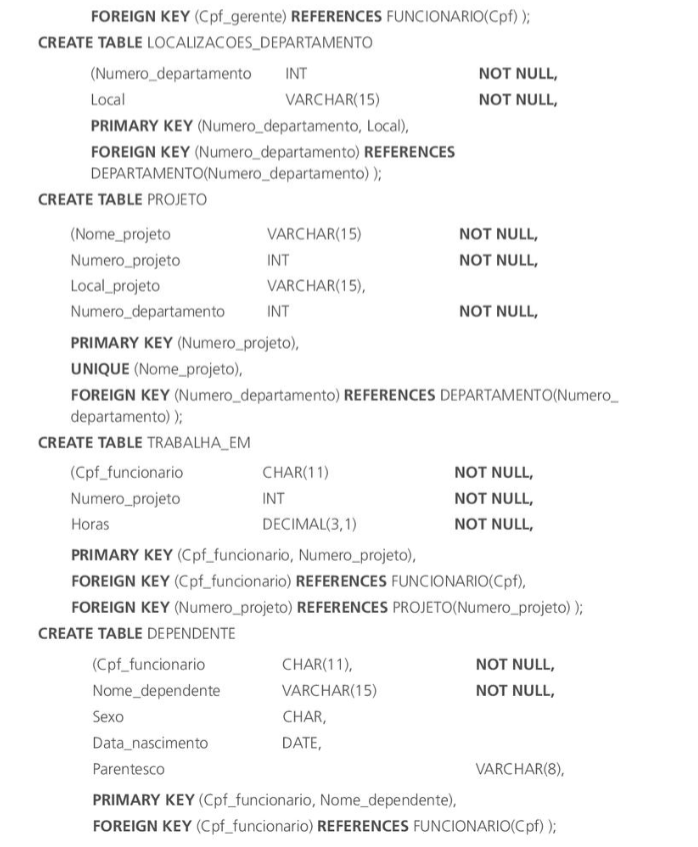 FOREIGN KEY (Cpf_gerente) REFERENCES FUNCIONARIO(Cpf) );
CREATE TABLE LOCALIZACOES_DEPARTAMENTO
(Numero_departamento INT NOT NULL,
Local VARCHAR(15) NOT NULL,
PRIMARY KEY (Numero_departamento, Local),
FOREIGN KEY (Numero_departamento) REFERENCES
DEPARTAMENTO(Numero_departamento) );
CREATE TABLE PROJETO
(Nome_projeto VARCHAR(15) NOT NULL,
Numero_projeto INT NOT NULL,
Local_projeto VARCHAR(15),
Numero_departamento INT NOT NULL,
PRIMARY KEY (Numero_projeto),
UNIQUE (Nome_projeto),
FOREIGN KEY (Numero_departamento) REFERENCES DEPARTAMENTO(Numero_
departamento) );
CREATE TABLE TRABALHA_EM
(Cpf_funcionario CHAR(11) NOT NULL,
Numero_projeto INT NOT NULL,
Horas DECIMAL(3,1) NOT NULL,
PRIMARY KEY (Cpf_funcionario, Numero_projeto),
FOREIGN KEY (Cpf_funcionario) REFERENCES FUNCIONARIO(Cpf),
FOREIGN KEY (Numero_projeto) REFERENCES PROJETO(Numero_projeto) );
CREATE TABLE DEPENDENTE
(Cpf_funcionario CHAR(11), NOT NULL,
Nome_dependente VARCHAR(15) NOT NULL,
Sexo CHAR,
Data_nascimento DATE,
Parentesco VARCHAR(8),
PRIMARY KEY (Cpf_funcionario, Nome_dependente),
FOREIGN KEY (Cpf_funcionario) REFERENCES FUNCIONARIO(Cpf) );